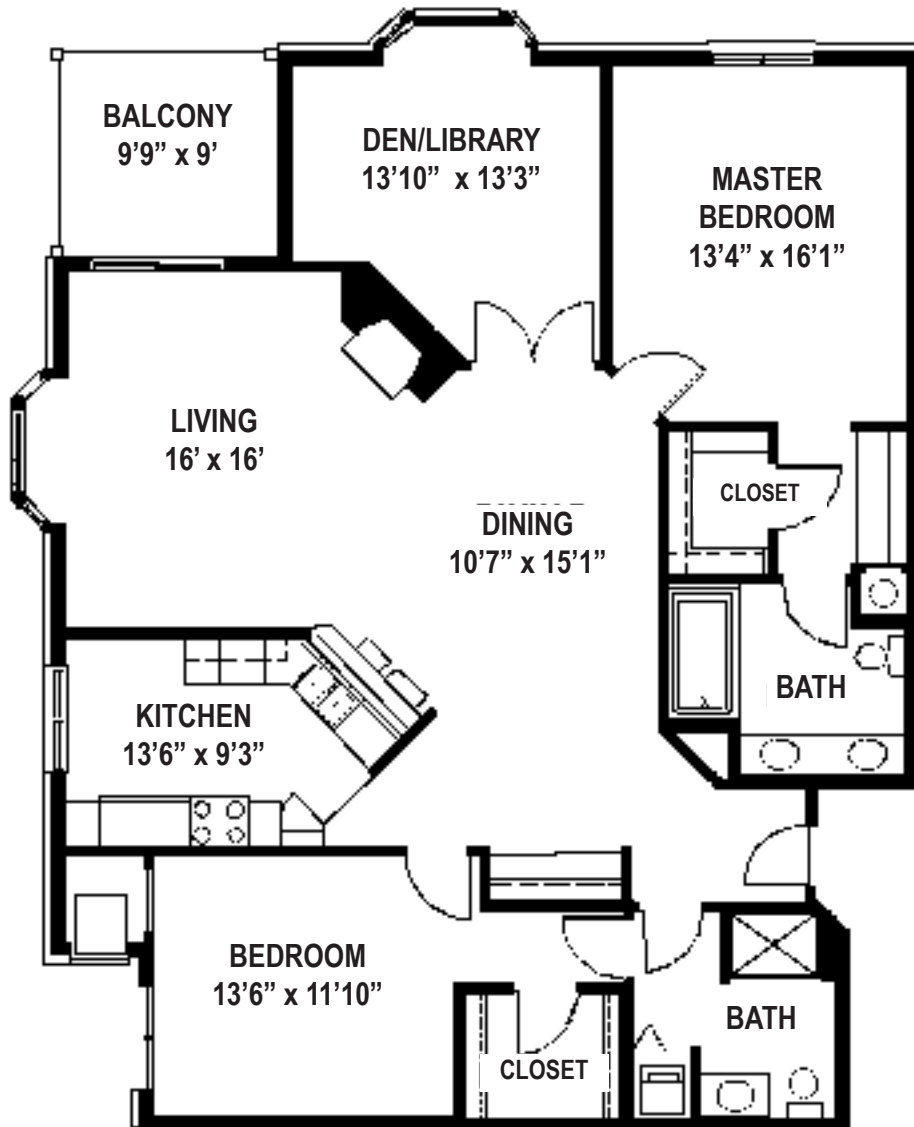 BALCONY
9’9” x 9’
DEN/LIBRARY
13’10” x 13’3”
MASTER
BEDROOM
13’4” x 16’1”
LIVING
16’ x 16’
CLOSET
DINING
10’7” x 15’1”
BATH
KITCHEN
13’6” x 9’3”
BEDROOM
13’6” x 11’10”
BATH
CLOSET